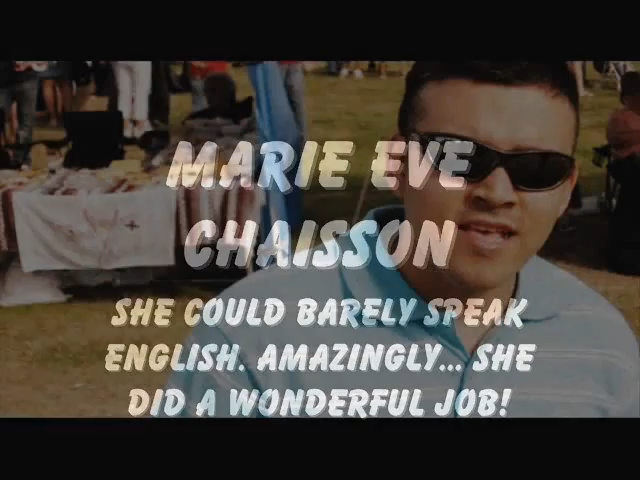 MARIE EVE
CHAISSON
SHE COULD BARELY SPEAK
ENGLISH. AMAZINGLY... SHE
DID A WONDERFUL JOB!